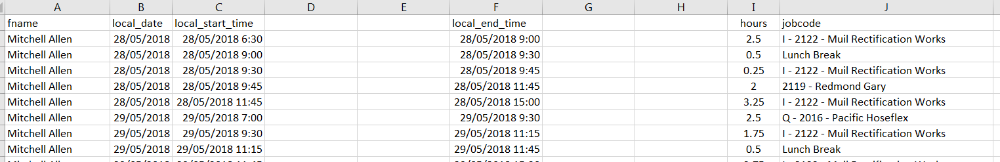 A B C D E F G H I J
fname local_date local_start_time local_end_time hours jobcode
Mitchell Allen 28/05/2018 28/05/2018 6:30 28/05/2018 9:00 2.5 I - 2122 - Muil Rectification Works
Mitchell Allen 28/05/2018 28/05/2018 9:00 28/05/2018 9:30 0.5 Lunch Break
Mitchell Allen 28/05/2018 28/05/2018 9:30 28/05/2018 9:45 0.25 I - 2122 - Muil Rectification Works
Mitchell Allen 28/05/2018 28/05/2018 9:45 28/05/2018 11:45 2 2119 - Redmond Gary
Mitchell Allen 28/05/2018 28/05/2018 11:45 28/05/2018 15:00 3.25 I - 2122 - Muil Rectification Works
Mitchell Allen 29/05/2018 29/05/2018 7:00 29/05/2018 9:30 2.5 Q - 2016 - Pacific Hoseflex
Mitchell Allen 29/05/2018 29/05/2018 9:30 29/05/2018 11:15 1.75 I - 2122 - Muil Rectification Works
Mitchell Allen 29/05/2018 29/05/2018 11:15 29/05/2018 11:45 0.5 Lunch Break